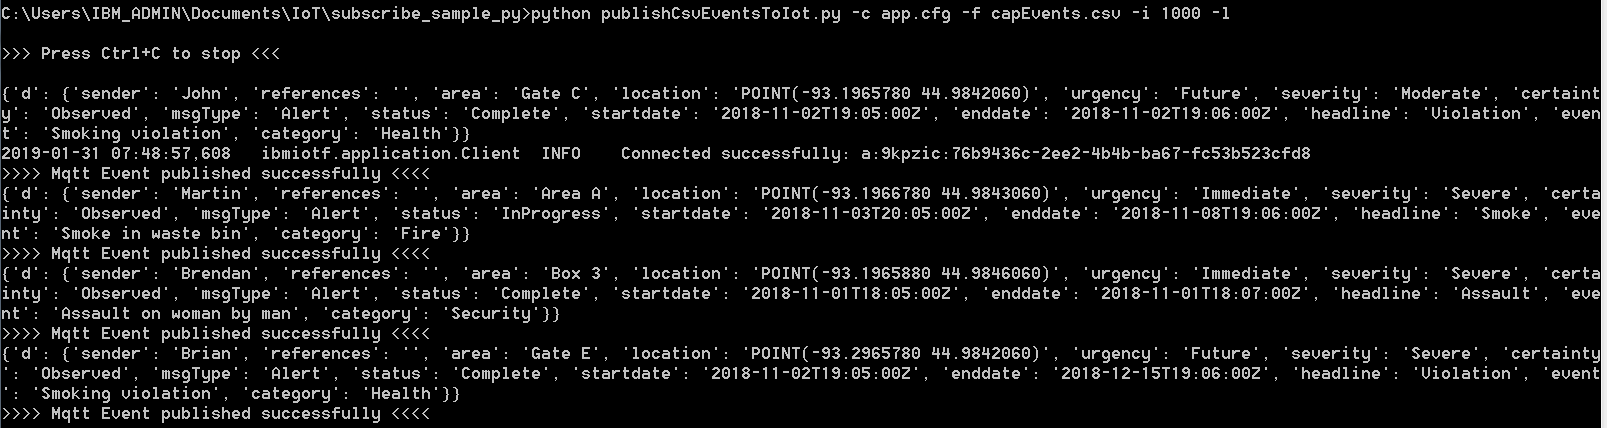 C:\Users\IBM_ADMIN\Documents\IoT\subscribe_sample_py>python publishCsvEventsToIot.py -c app.cfg -f capEvents.csv -i 1000 -l
>>> Press Ctrl+C to stop <<<
{'d': {'sender': 'John', 'references': '', 'area': 'Gate C', 'location': 'POINT(-93.1965780 44.9842060)', 'urgency': 'Future', 'severity': 'Moderate', 'certaint
y': 'Observed', 'msgType': 'Alert', 'status': 'Complete', 'startdate': '2018-11-02T19:05:00Z', 'enddate': '2018-11-02T19:06:00Z', 'headline': 'Violation', 'even
t': 'Smoking violation', 'category': 'Health'}}
2019-01-31 07:48:57,608   ibmiotf.application.Client  INFO    Connected successfully: a:9kpzic:76b9436c-2ee2-4b4b-ba67-fc53b523cfd8
>>>> Mqtt Event published successfully <<<<
{'d': {'sender': 'Martin', 'references': '', 'area': 'Area A', 'location': 'POINT(-93.1966780 44.9843060)', 'urgency': 'Immediate', 'severity': 'Severe', 'certa
inty': 'Observed', 'msgType': 'Alert', 'status': 'InProgress', 'startdate': '2018-11-03T20:05:00Z', 'enddate': '2018-11-08T19:06:00Z', 'headline': 'Smoke', 'eve
nt': 'Smoke in waste bin', 'category': 'Fire'}}
>>>> Mqtt Event published successfully <<<<
{'d': {'sender': 'Brendan', 'references': '', 'area': 'Box 3', 'location': 'POINT(-93.1965880 44.9846060)', 'urgency': 'Immediate', 'severity': 'Severe', 'certa
inty': 'Observed', 'msgType': 'Alert', 'status': 'Complete', 'startdate': '2018-11-01T18:05:00Z', 'enddate': '2018-11-01T18:07:00Z', 'headline': 'Assault', 'eve
nt': 'Assault on woman by man', 'category': 'Security'}}
>>>> Mqtt Event published successfully <<<<
{'d': {'sender': 'Brian', 'references': '', 'area': 'Gate E', 'location': 'POINT(-93.2965780 44.9842060)', 'urgency': 'Future', 'severity': 'Severe', 'certainty
': 'Observed', 'msgType': 'Alert', 'status': 'Complete', 'startdate': '2018-11-02T19:05:00Z', 'enddate': '2018-12-15T19:06:00Z', 'headline': 'Violation', 'event
': 'Smoking violation', 'category': 'Health'}}
>>>> Mqtt Event published successfully <<<<